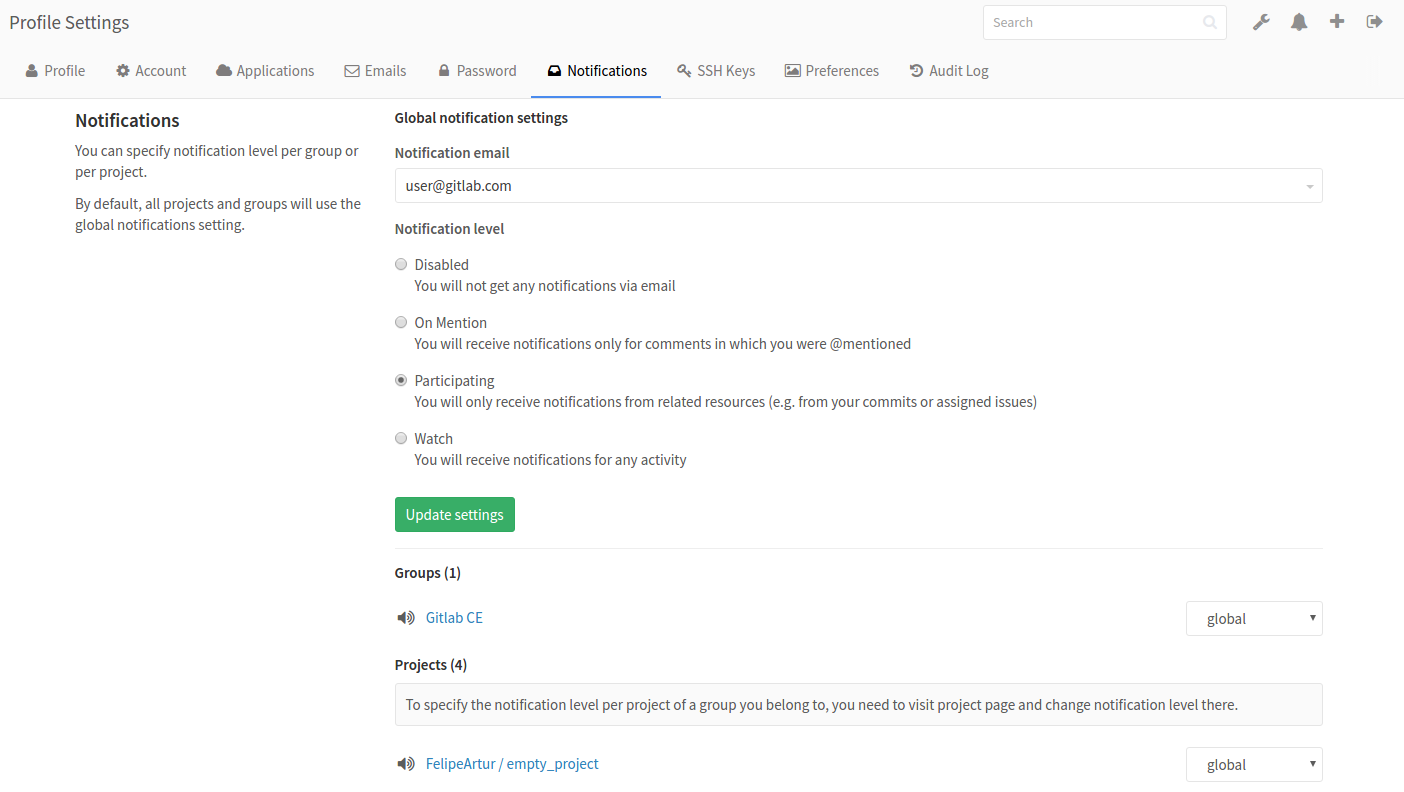 Profile Settings
Search
Profile Account Applications Emails Password Notifications SSH Keys Preferences Audit Log
Notifications
You can specify notification level per group or
per project.
By default, all projects and groups will use the
global notifications setting.
Global notification settings
Notification email
user@gitlab.com
Notification level
Disabled
You will not get any notifications via email
On Mention
You will receive notifications only for comments in which you were @mentioned
Participating
You will only receive notifications from related resources (e.g. from your commits or assigned issues)
Watch
You will receive notifications for any activity
Update settings
Groups (1)
Gitlab CE global
Projects (4)
To specify the notification level per project of a group you belong to, you need to visit project page and change notification level there.
FelipeArtur / empty_project global